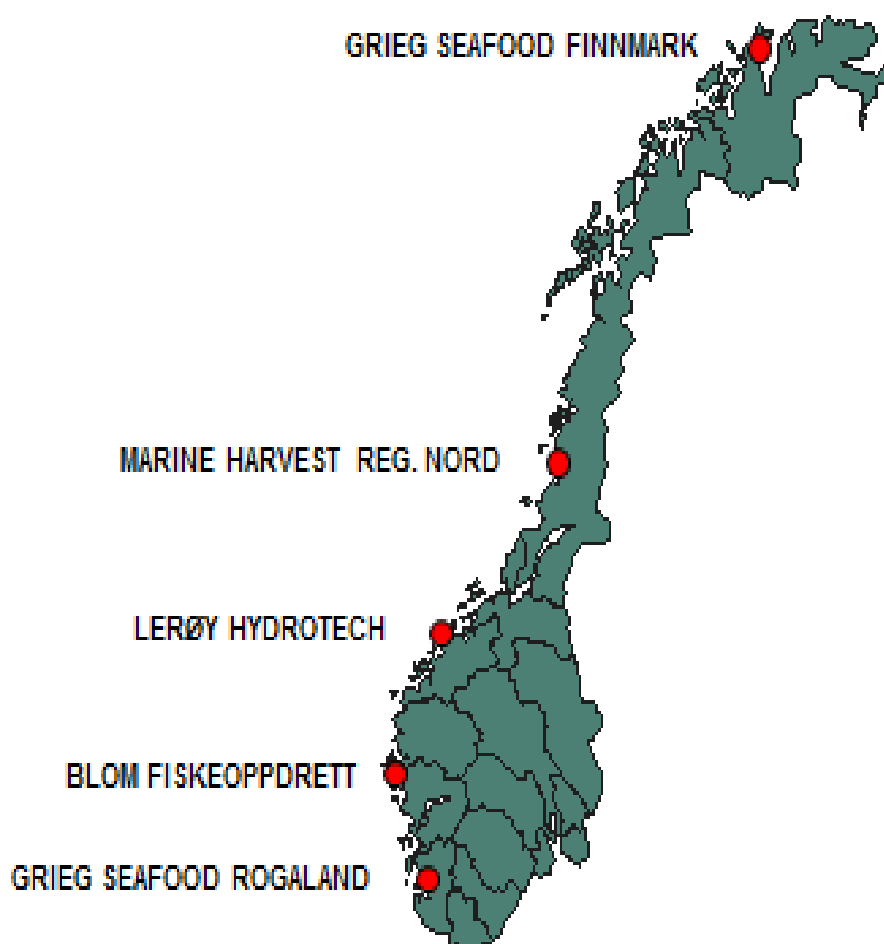 GRIEG SEAFOOD FINNMARK
MARINE HARVEST REG. NORD
LERØY HYDROTECH
BLOM FISKEOPPDRETT
GRIEG SEAFOOD ROGALAND